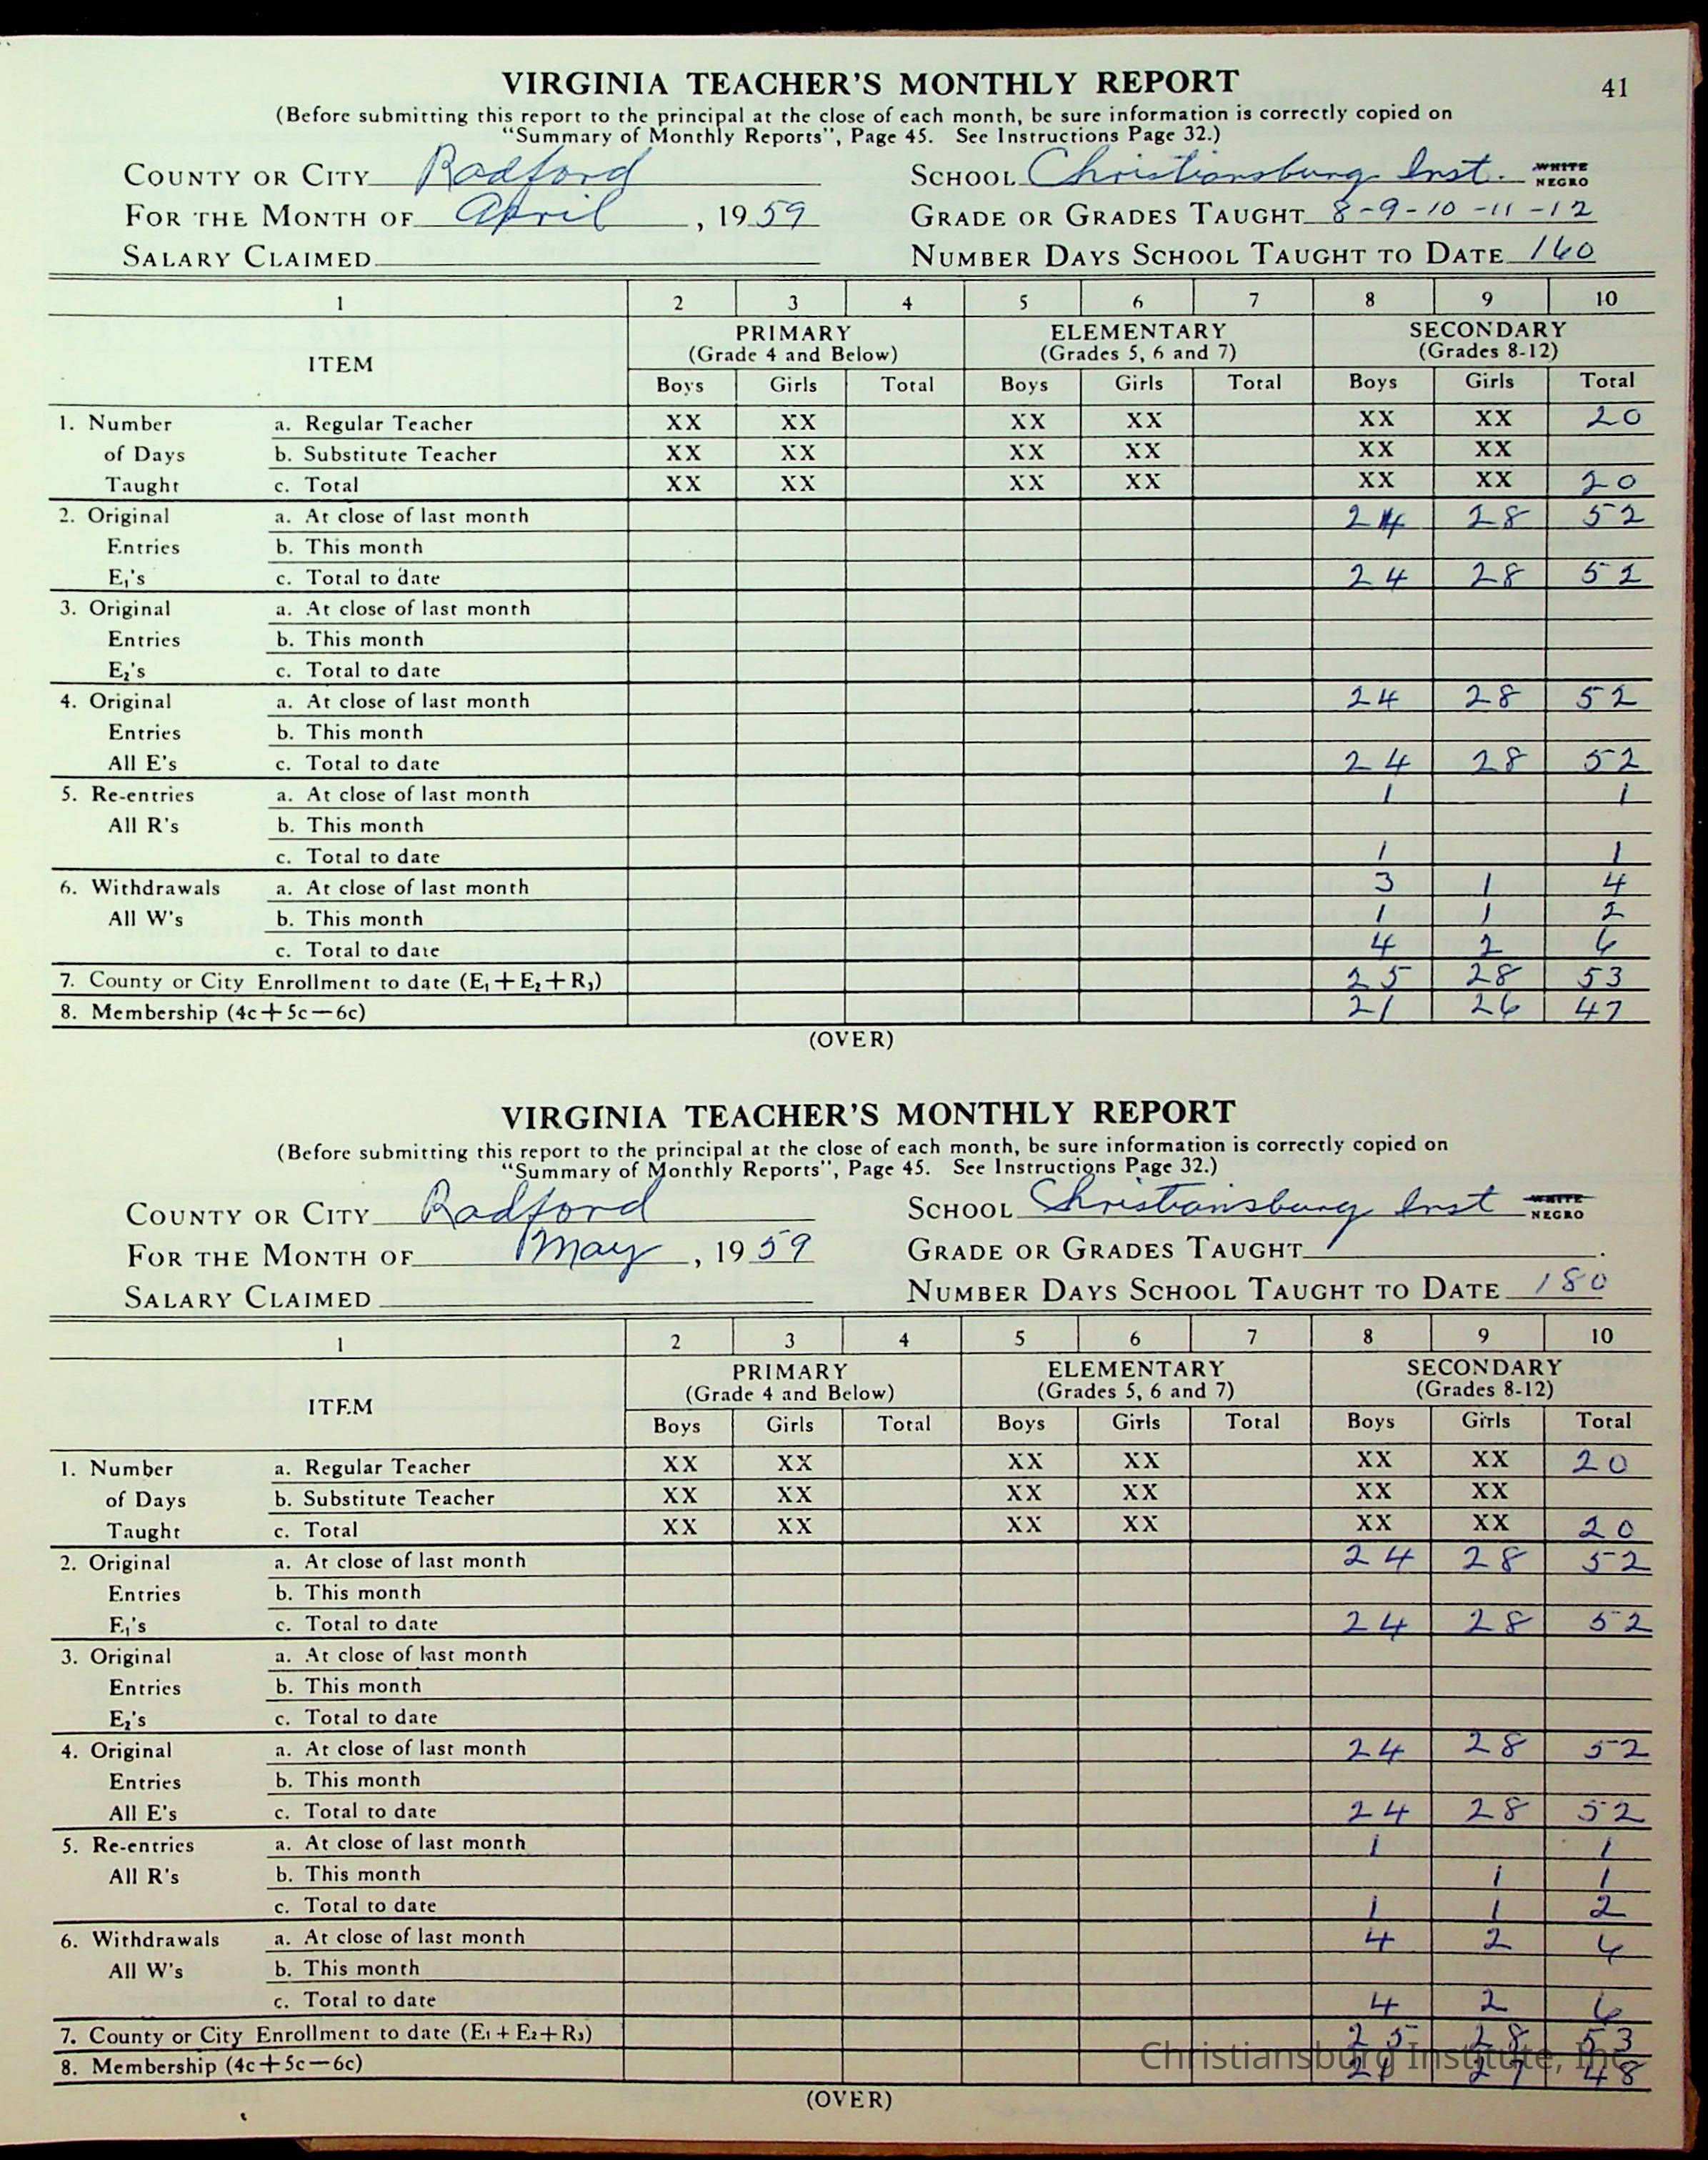 41
VIRGINIA TEACHER'S MONTHLY REPORT
(Before submitting this report to the principal at the close of each month, be sure information is correctly copied on
"Summary of Monthly Reports", Page 45. See Instructions Page 32.)
COUNTY OR CITY Radford SCHOOL Christiansburg Inst. WHITE NEGRO
FOR THE MONTH OF April, 1959 GRADE OR GRADES TAUGHT 8-9-10-11-12
SALARY CLAIMED NUMBER DAYS SCHOOL TAUGHT TO DATE 160
1 2 3 4 5 6 7 8 9 10
ITEM PRIMARY (Grade 4 and Below) ELEMENTARY (Grades 5, 6 and 7) SECONDARY (Grades 8-12)
Boys Girls Total Boys Girls Total Boys Girls Total
1. Number a. Regular Teacher XX XX XX XX XX XX 20
of Days b. Substitute Teacher XX XX XX XX XX XX
Taught c. Total XX XX XX XX XX XX 20
2. Original a. At close of last month 24 28 52
Entries b. This month
E1's c. Total to date 24 28 52
3. Original a. At close of last month
Entries b. This month
E2's c. Total to date
4. Original a. At close of last month 24 28 52
Entries b. This month
All E's c. Total to date 24 28 52
5. Re-entries a. At close of last month 1 1
All R's b. This month
c. Total to date 1 1
6. Withdrawals a. At close of last month 3 1 4
All W's b. This month 1 1 2
c. Total to date 4 2 6
7. County or City Enrollment to date (E1+E2+R3) 25 28 53
8. Membership (4c+5c—6c) 21 26 47
(OVER)
VIRGINIA TEACHER'S MONTHLY REPORT
(Before submitting this report to the principal at the close of each month, be sure information is correctly copied on
"Summary of Monthly Reports", Page 45. See Instructions Page 32.)
COUNTY OR CITY Radford SCHOOL Christiansburg Inst WHITE NEGRO
FOR THE MONTH OF May, 1959 GRADE OR GRADES TAUGHT
SALARY CLAIMED NUMBER DAYS SCHOOL TAUGHT TO DATE 180
1 2 3 4 5 6 7 8 9 10
ITEM PRIMARY (Grade 4 and Below) ELEMENTARY (Grades 5, 6 and 7) SECONDARY (Grades 8-12)
Boys Girls Total Boys Girls Total Boys Girls Total
1. Number a. Regular Teacher XX XX XX XX XX XX 20
of Days b. Substitute Teacher XX XX XX XX XX XX
Taught c. Total XX XX XX XX XX XX 20
2. Original a. At close of last month 24 28 52
Entries b. This month
E1's c. Total to date 24 28 52
3. Original a. At close of last month
Entries b. This month
E2's c. Total to date
4. Original a. At close of last month 24 28 52
Entries b. This month
All E's c. Total to date 24 28 52
5. Re-entries a. At close of last month 1 1
All R's b. This month 1 1
c. Total to date 1 1 2
6. Withdrawals a. At close of last month 4 2 6
All W's b. This month
c. Total to date 4 2 6
7. County or City Enrollment to date (E1+E2+R3) 25 28 53
8. Membership (4c+5c—6c) 21 27 48
Christiansburg Institute, Inc
(OVER)